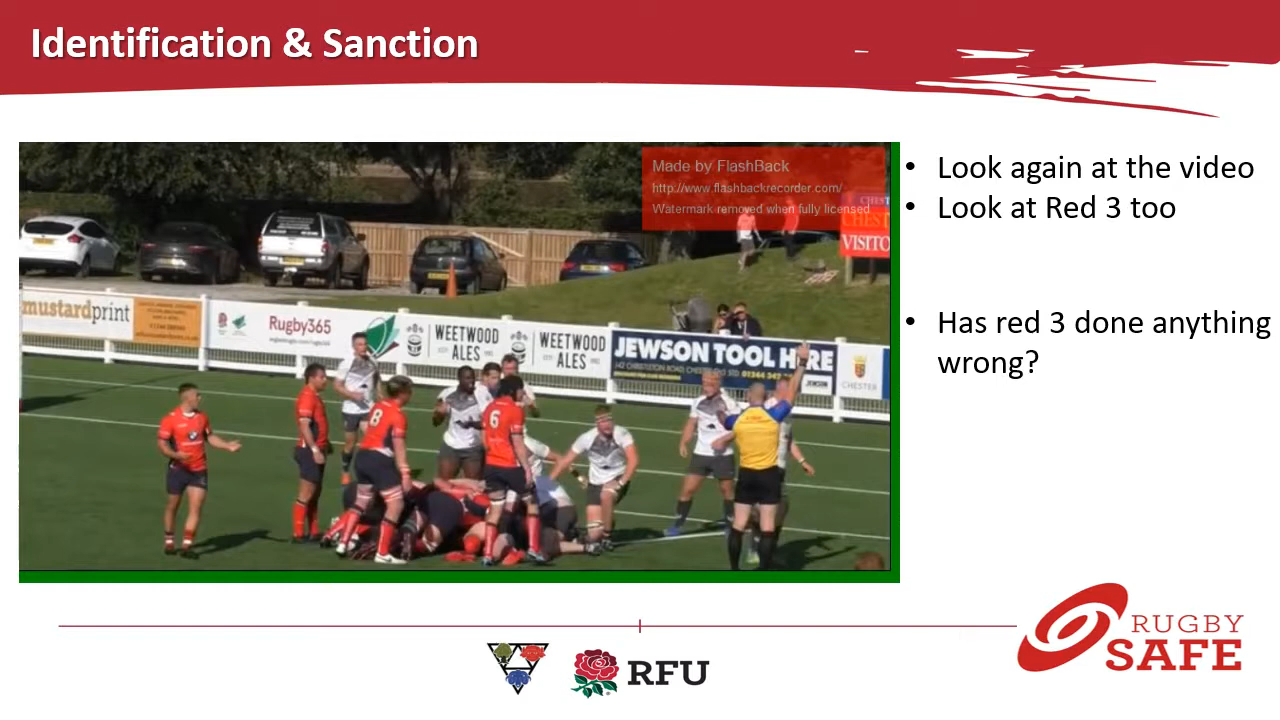 Identification & Sanction
Made by FlashBack
http://www.flashbackrecorder.com/
Watermark removed when fully licensed
CHEST
CHEST
VISITO
mustardprint
Rugby365
WEETWOOD
ALES
WEETWOOD
ALES
JEWSON TOOL HIRE
CHESTER
8
6
• Look again at the video
• Look at Red 3 too
• Has red 3 done anything
wrong?
RFU
RUGBY
SAFE